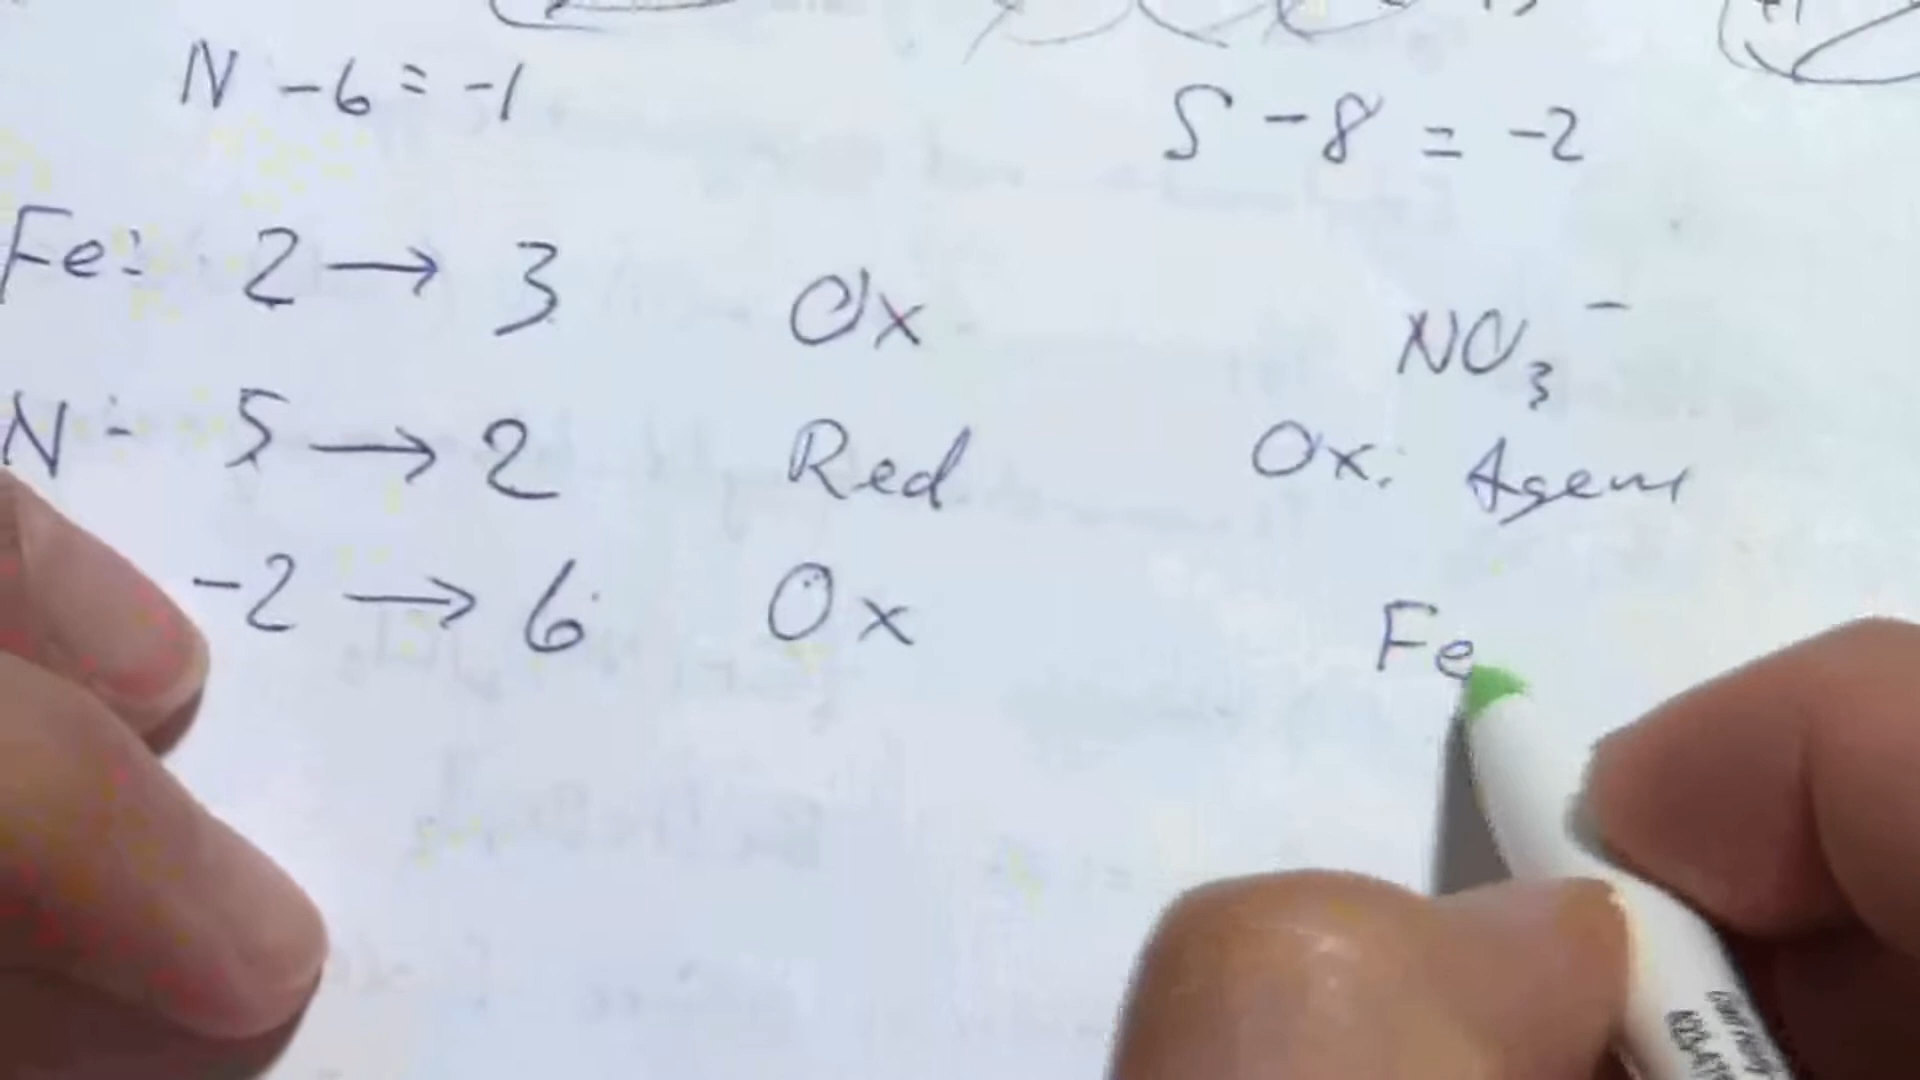 N - 6 = -1
S - 8 = -2
Fe: 2 → 3 Ox
NO₃⁻
N - 5 → 2 Red
Ox. Agent
-2 → 6 Ox
Fe